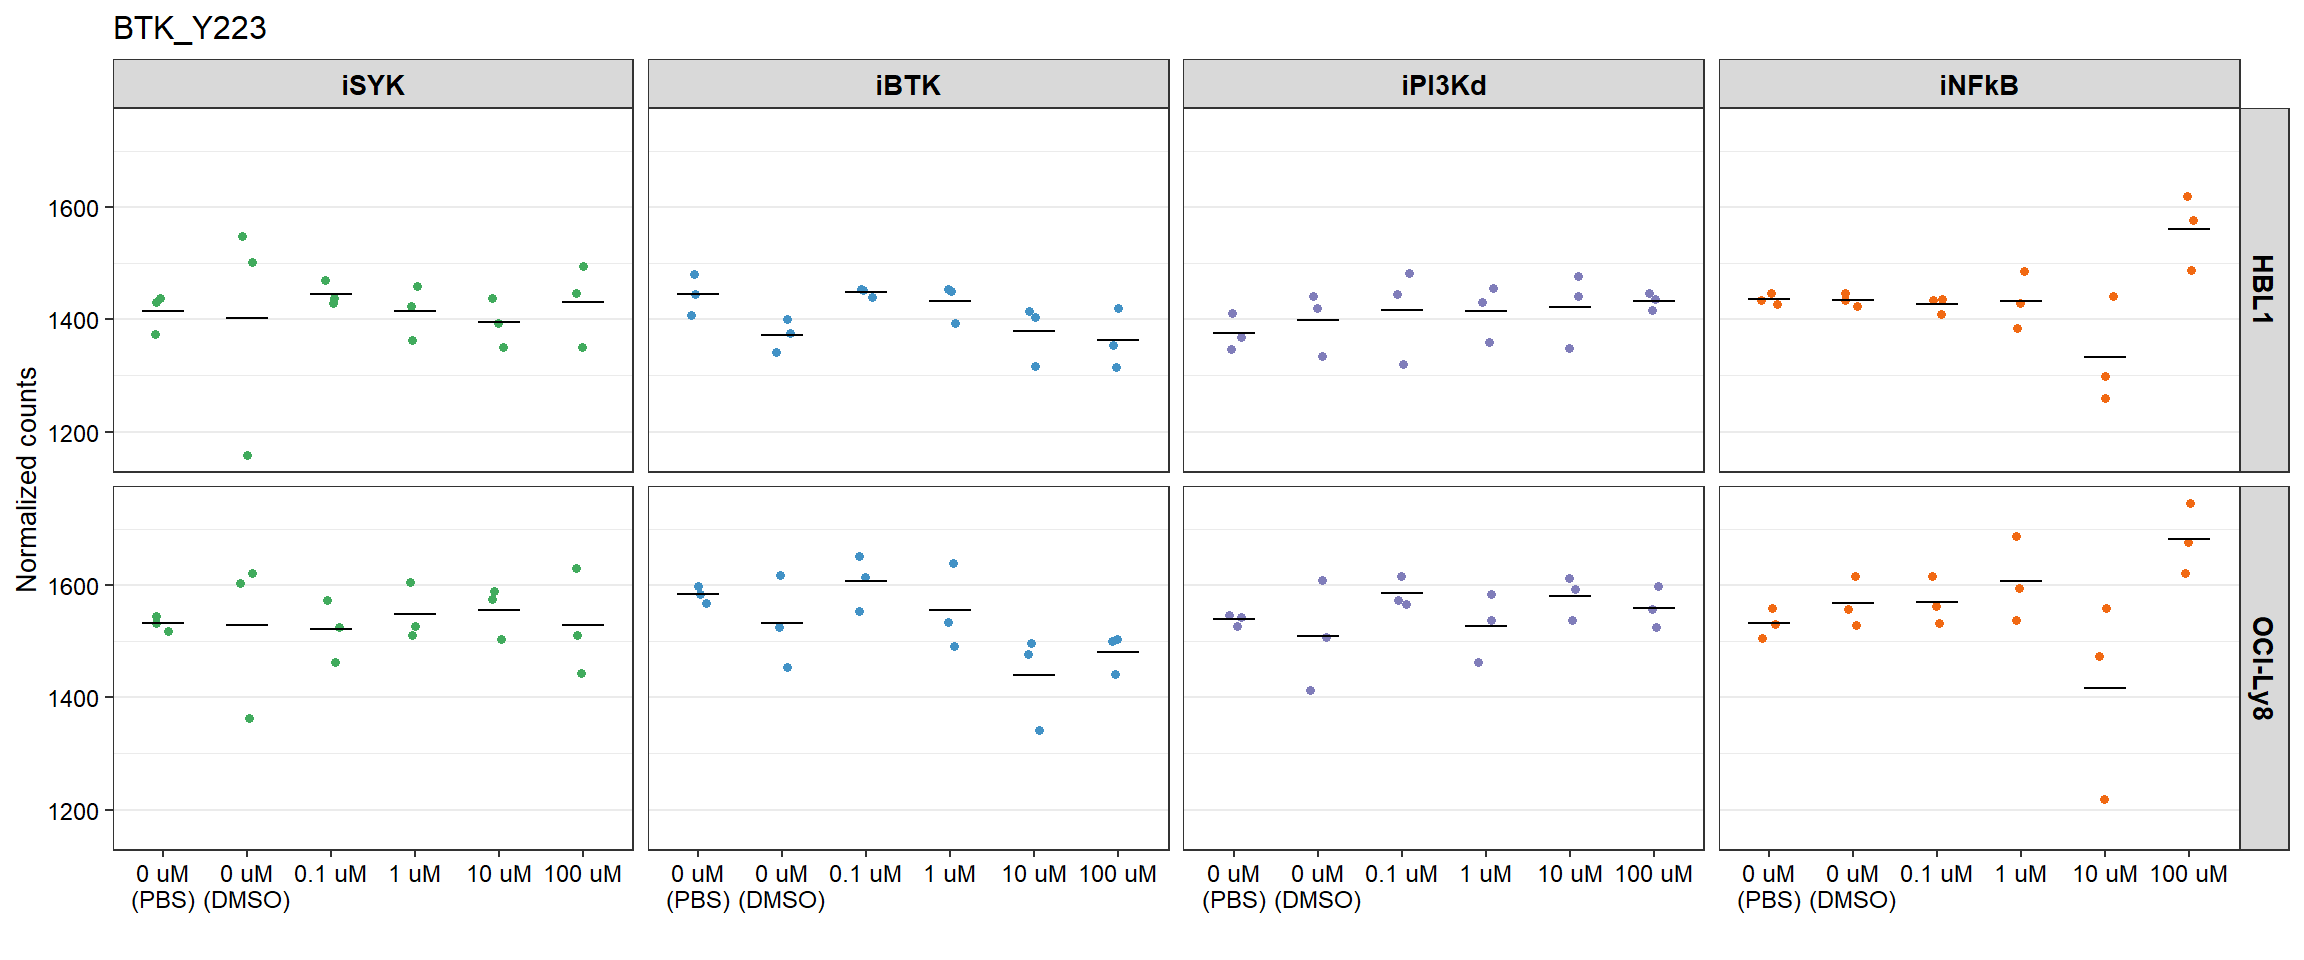 BTK_Y223
iSYK
iBTK
iPI3Kd
iNFkB
Normalized counts
1600
1400
1200
HBL1
1600
1400
1200
OCI-Ly8
0 uM (PBS)
0 uM (DMSO)
0.1 uM
1 uM
10 uM
100 uM
0 uM (PBS)
0 uM (DMSO)
0.1 uM
1 uM
10 uM
100 uM
0 uM (PBS)
0 uM (DMSO)
0.1 uM
1 uM
10 uM
100 uM
0 uM (PBS)
0 uM (DMSO)
0.1 uM
1 uM
10 uM
100 uM